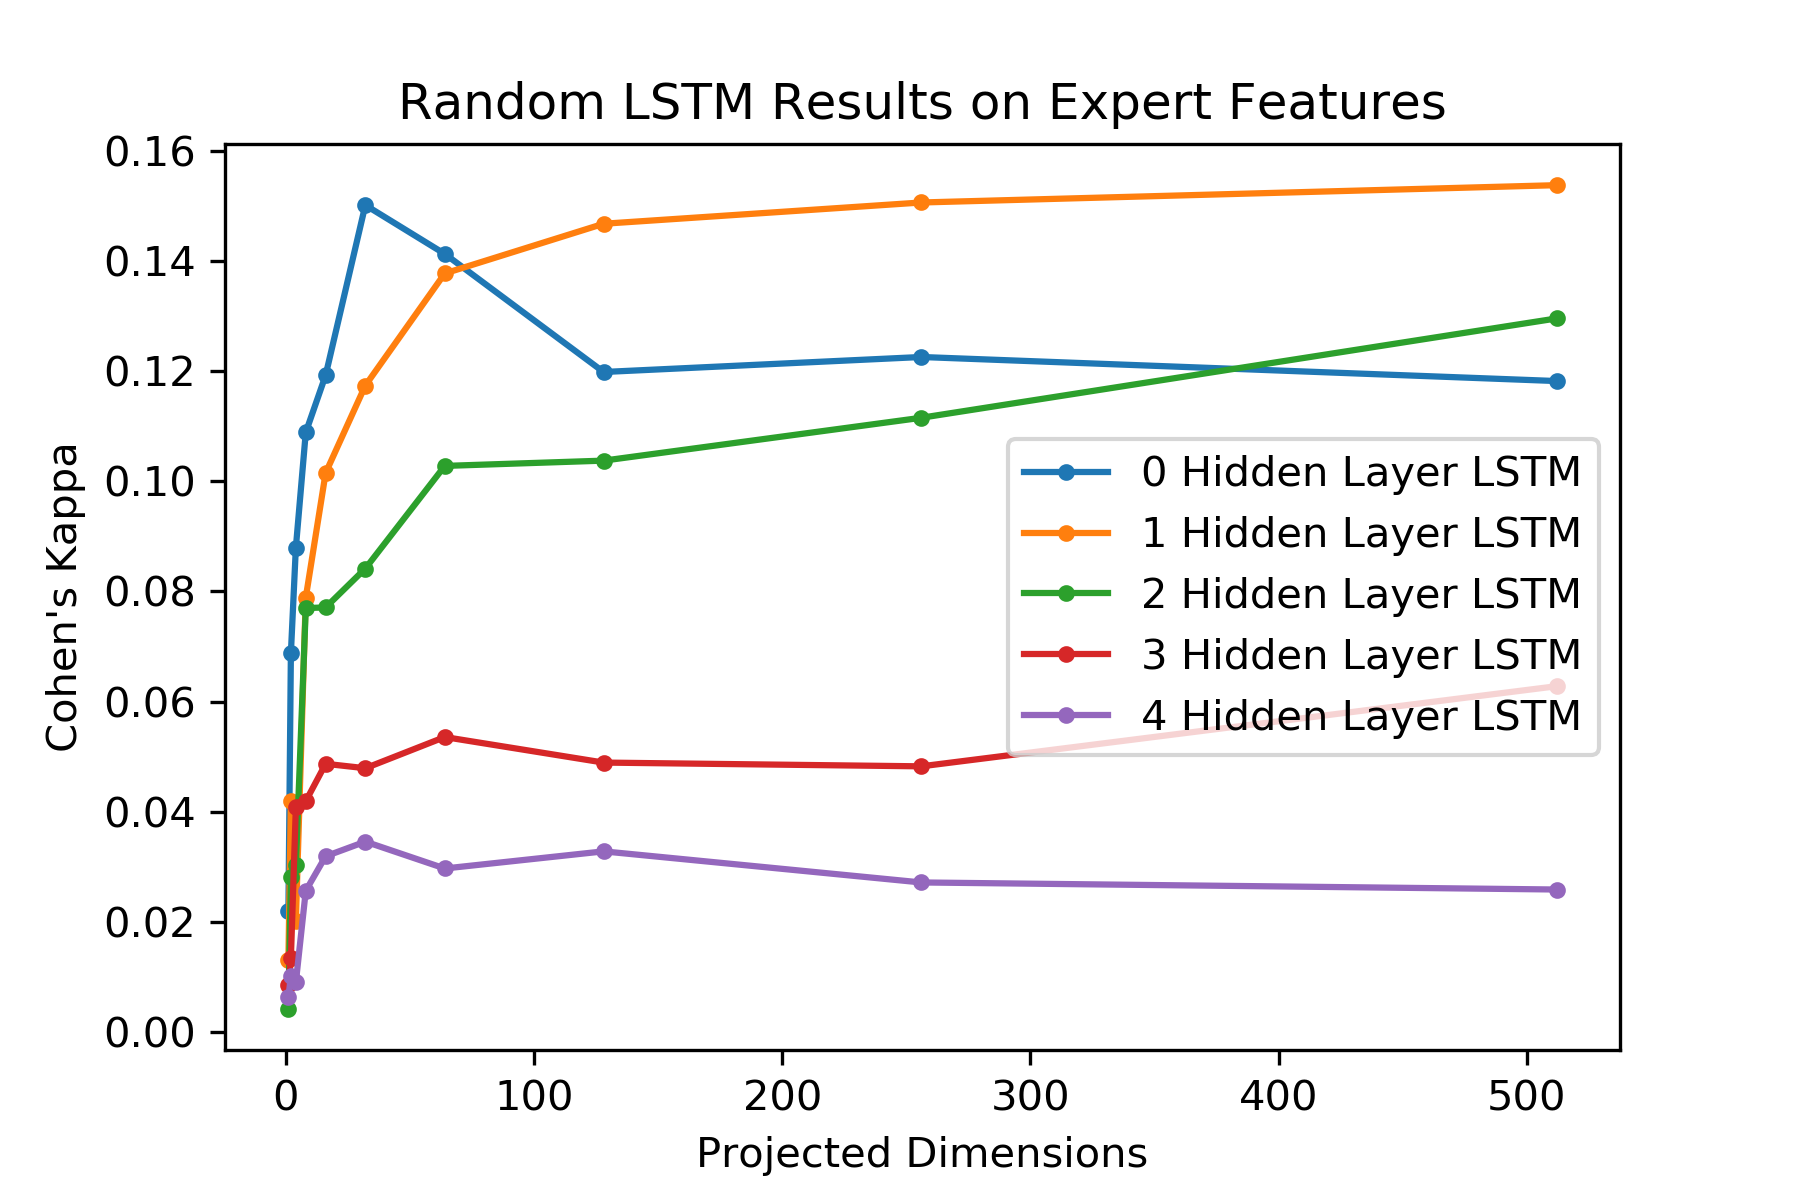 Random LSTM Results on Expert Features
Cohen's Kappa
0.16
0.14
0.12
0.10
0.08
0.06
0.04
0.02
0.00
0 Hidden Layer LSTM
1 Hidden Layer LSTM
2 Hidden Layer LSTM
3 Hidden Layer LSTM
4 Hidden Layer LSTM
0 100 200 300 400 500
Projected Dimensions